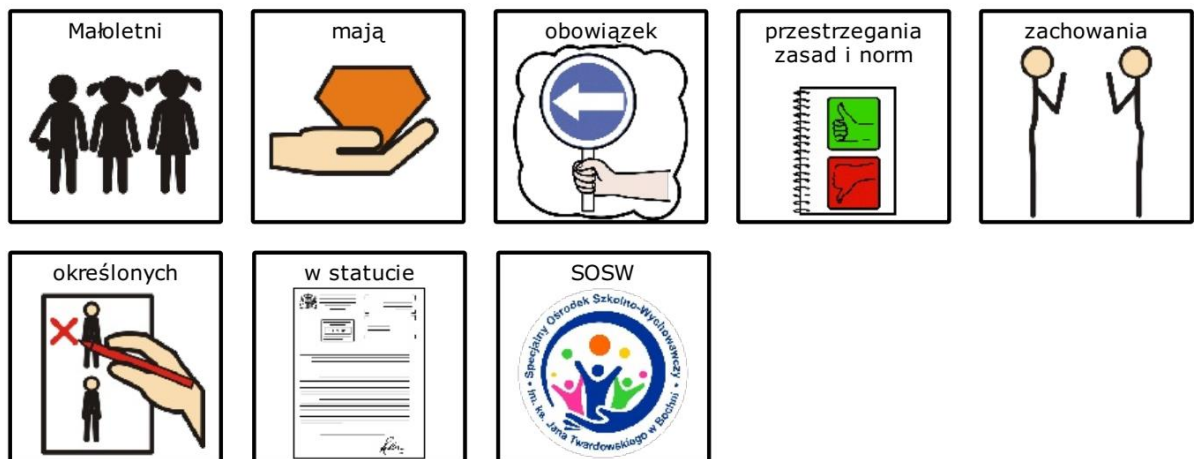 Małoletni
mają
obowiązek
przestrzegania
zasad i norm
zachowania
określonych
w statucie
SOSW
Specjalny Ośrodek Szkolno-Wychowawczy
im. ks. Jana Twardowskiego w Bochni